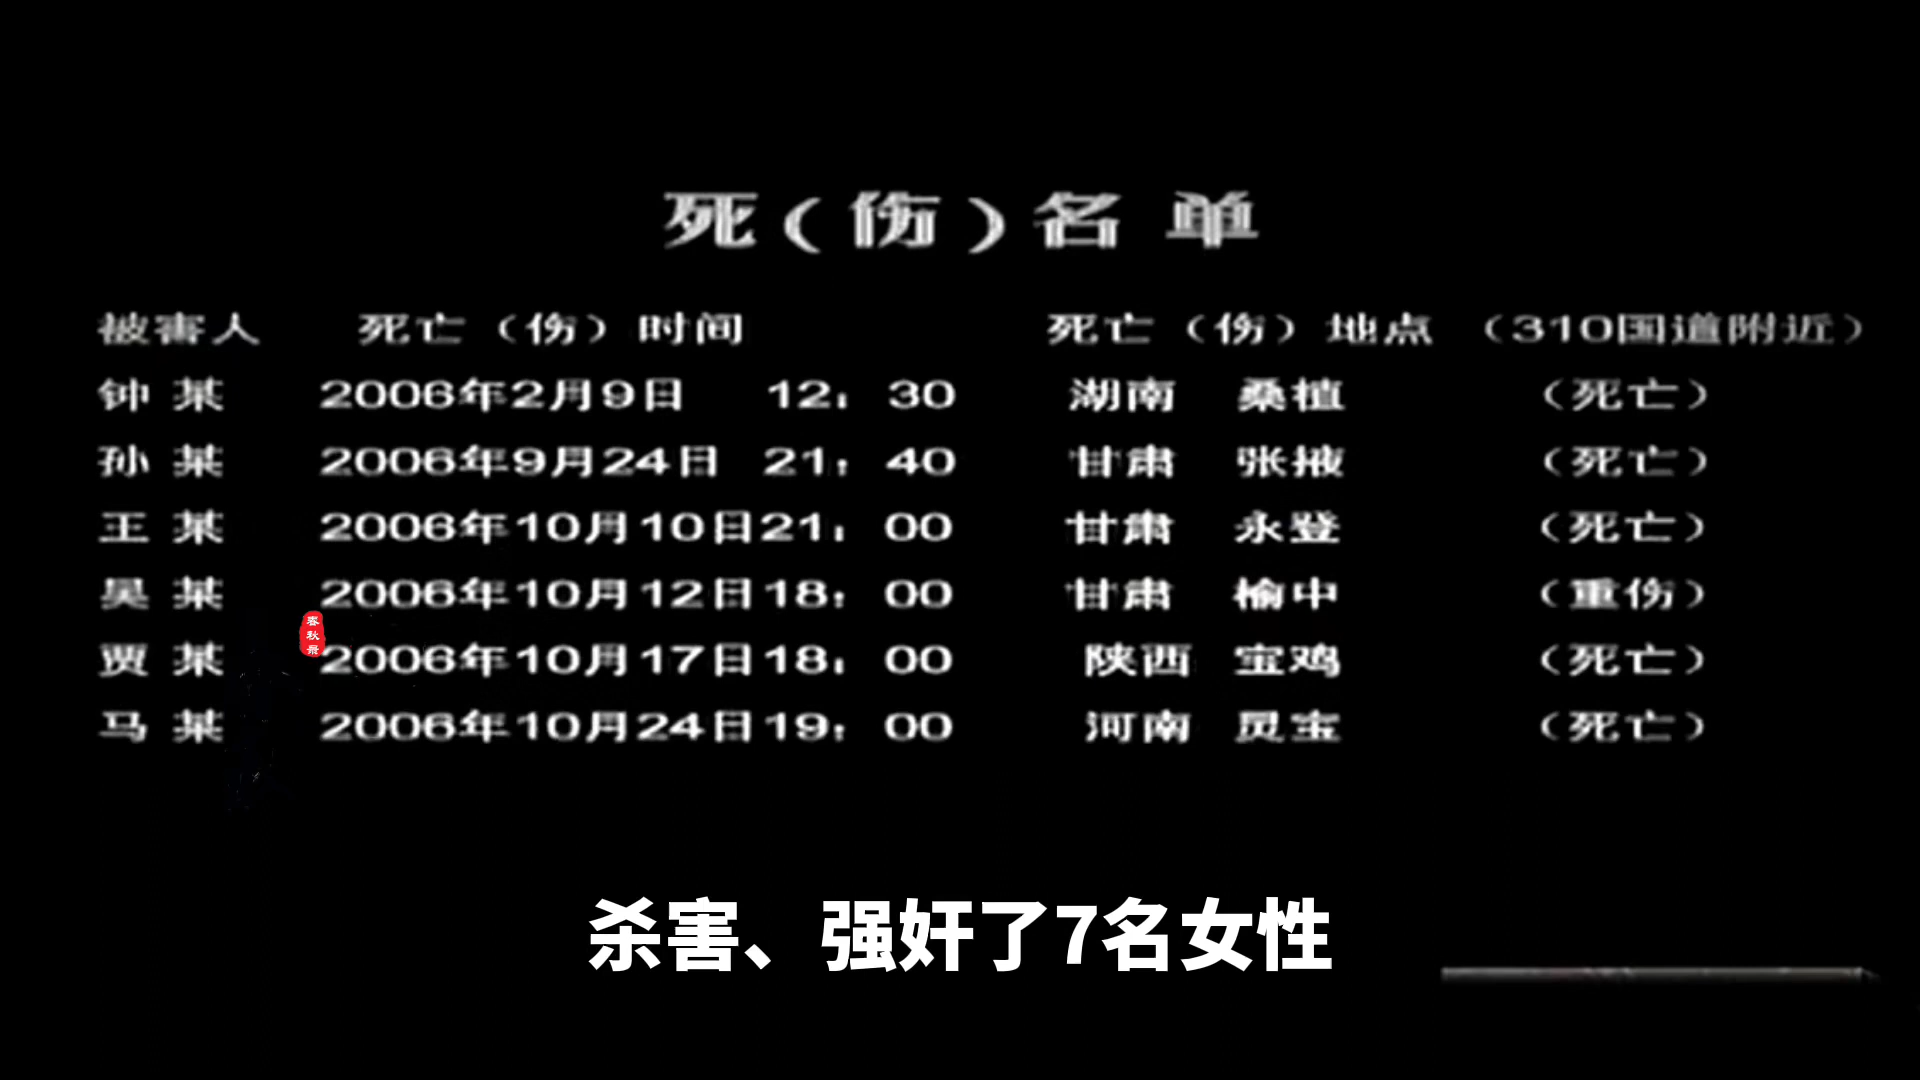 死(伤)名 单
被害人 死亡(伤)时间 死亡(伤)地点 (310国道附近)
钟 某 2006年2月9日 12: 30 湖南 桑植 (死亡)
孙 某 2006年9月24日 21: 40 甘肃 张掖 (死亡)
王 某 2006年10月10日21: 00 甘肃 永登 (死亡)
吴 某 2006年10月12日18: 00 甘肃 榆中 (重伤)
春秋录
贾 某 2006年10月17日18: 00 陕西 宝鸡 (死亡)
马 某 2006年10月24日19: 00 河南 灵宝 (死亡)
杀害、强奸了7名女性